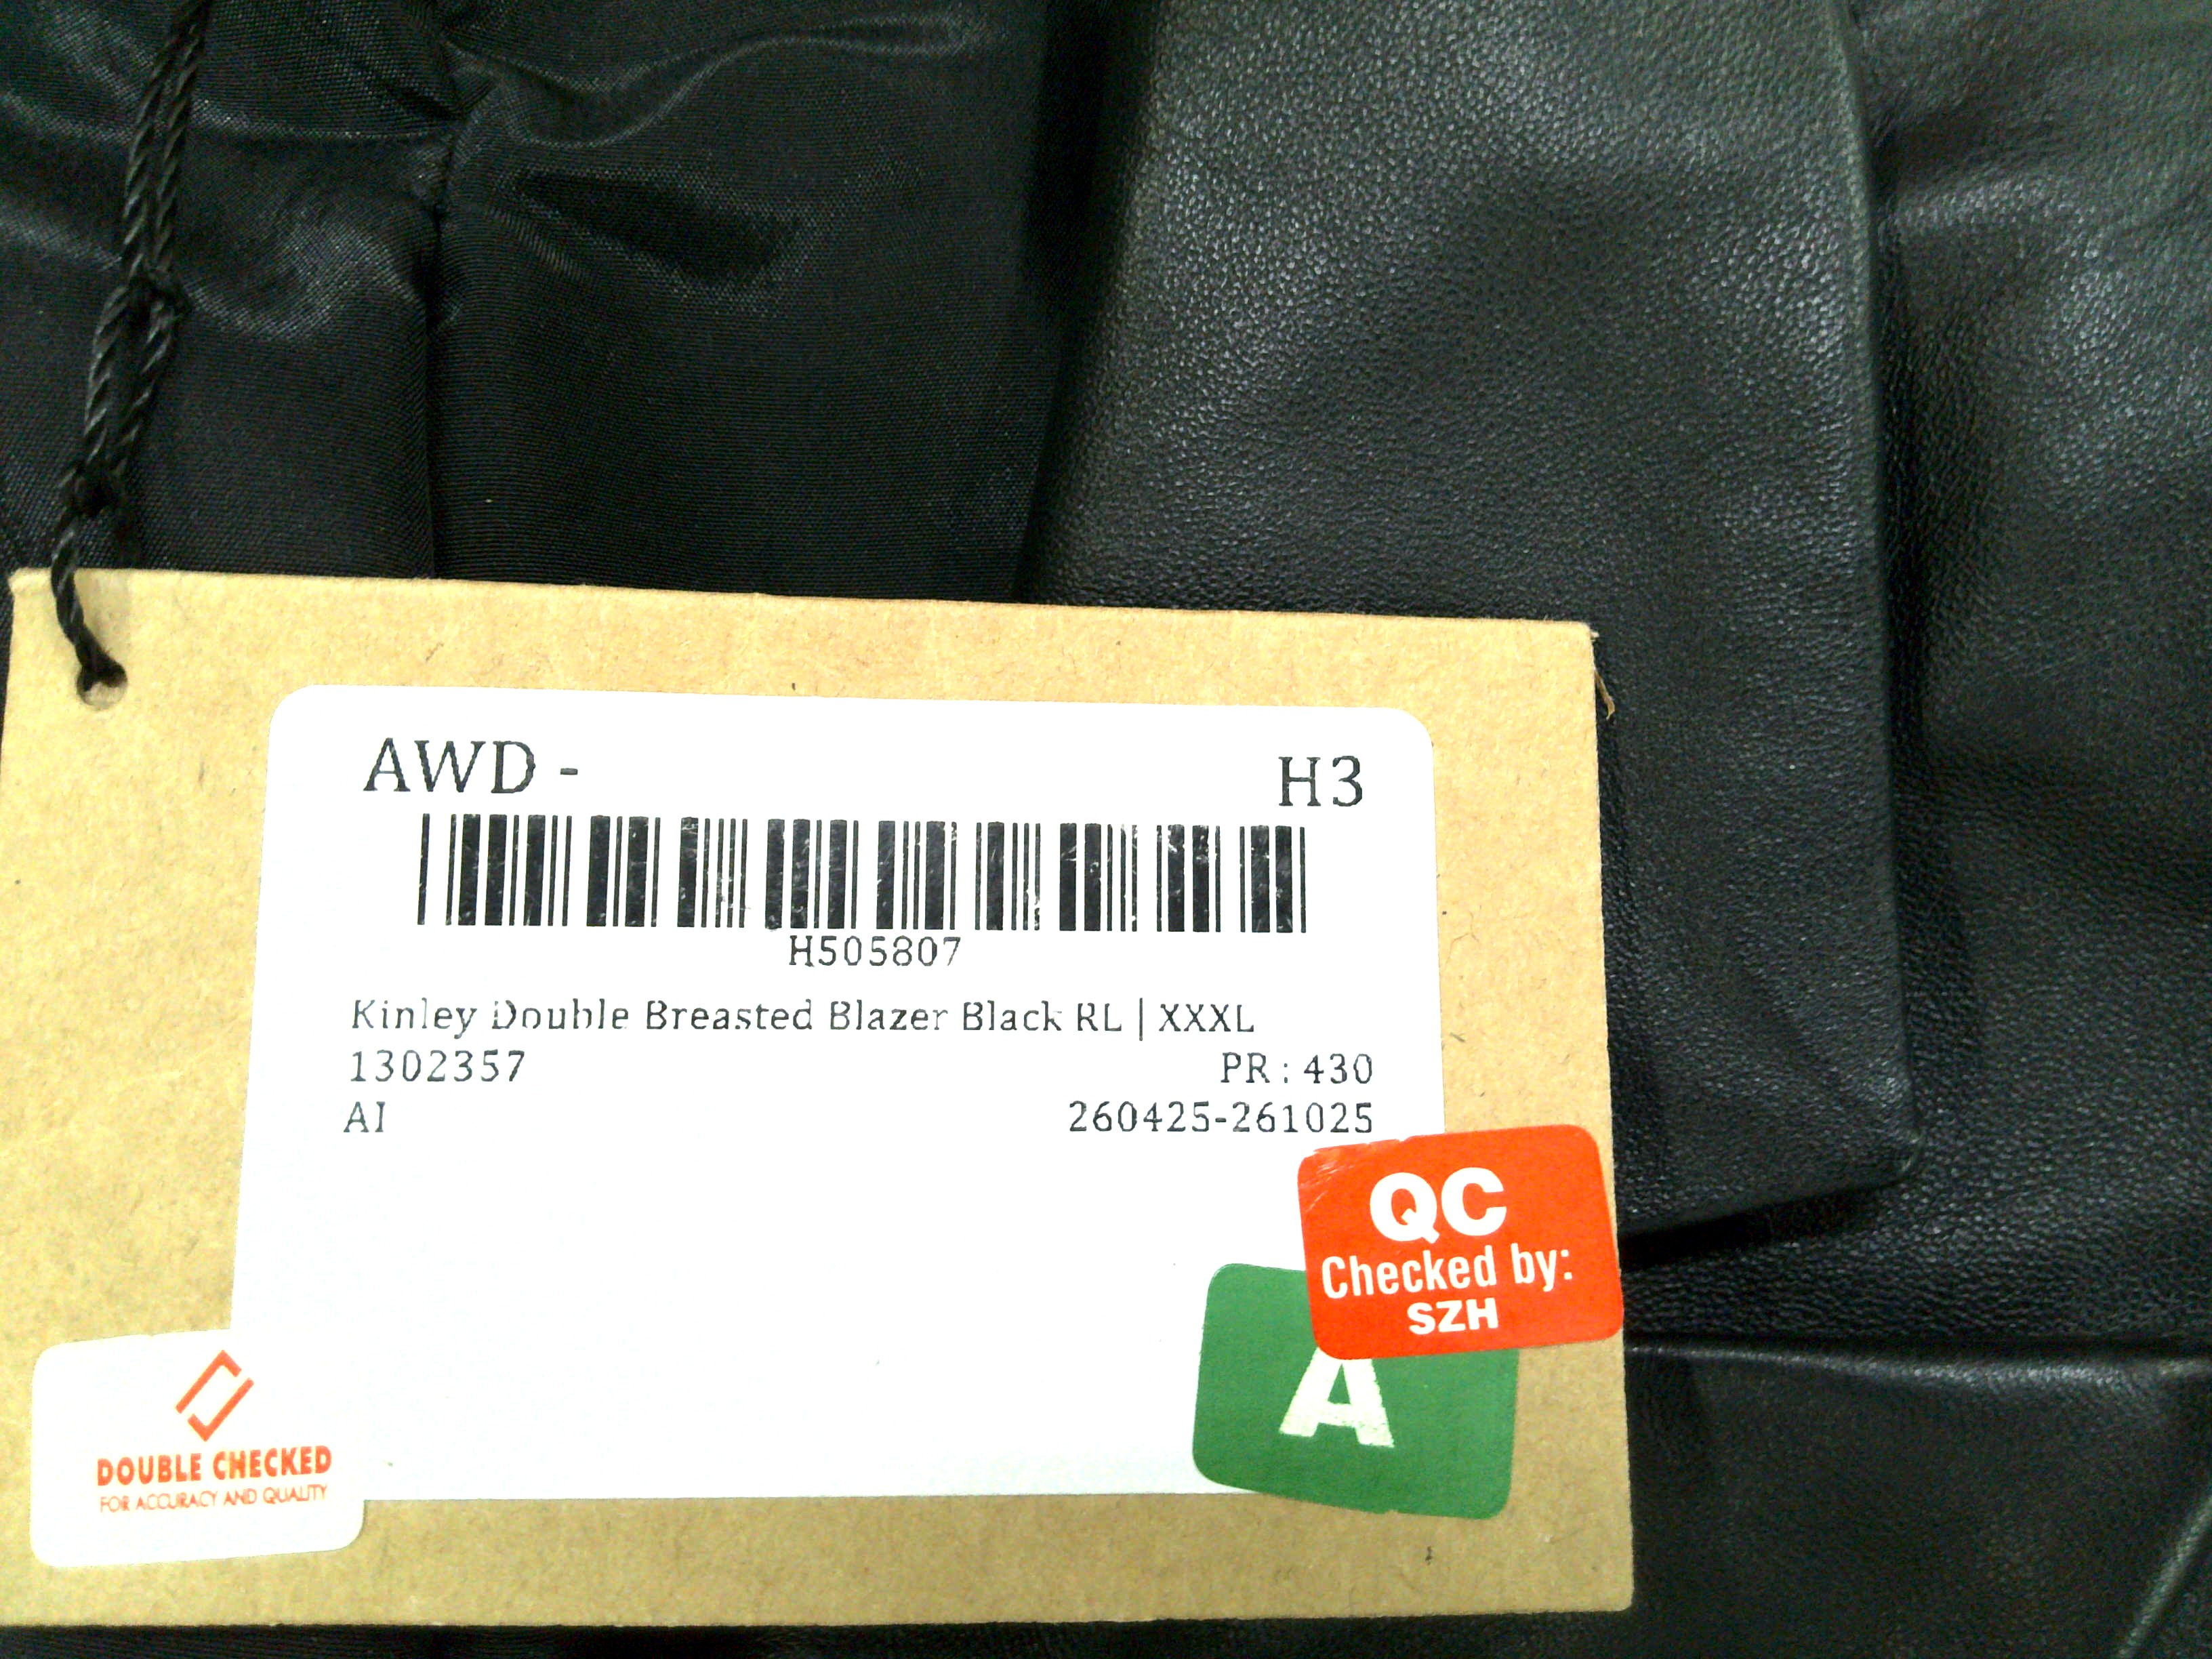 AWD - H3
H505807
Kinley Double Breasted Blazer Black RL | XXXL
1302357 PR : 430
AI 260425-261025
QC
Checked by:
SZH
A
DOUBLE CHECKED
FOR ACCURACY AND QUALITY